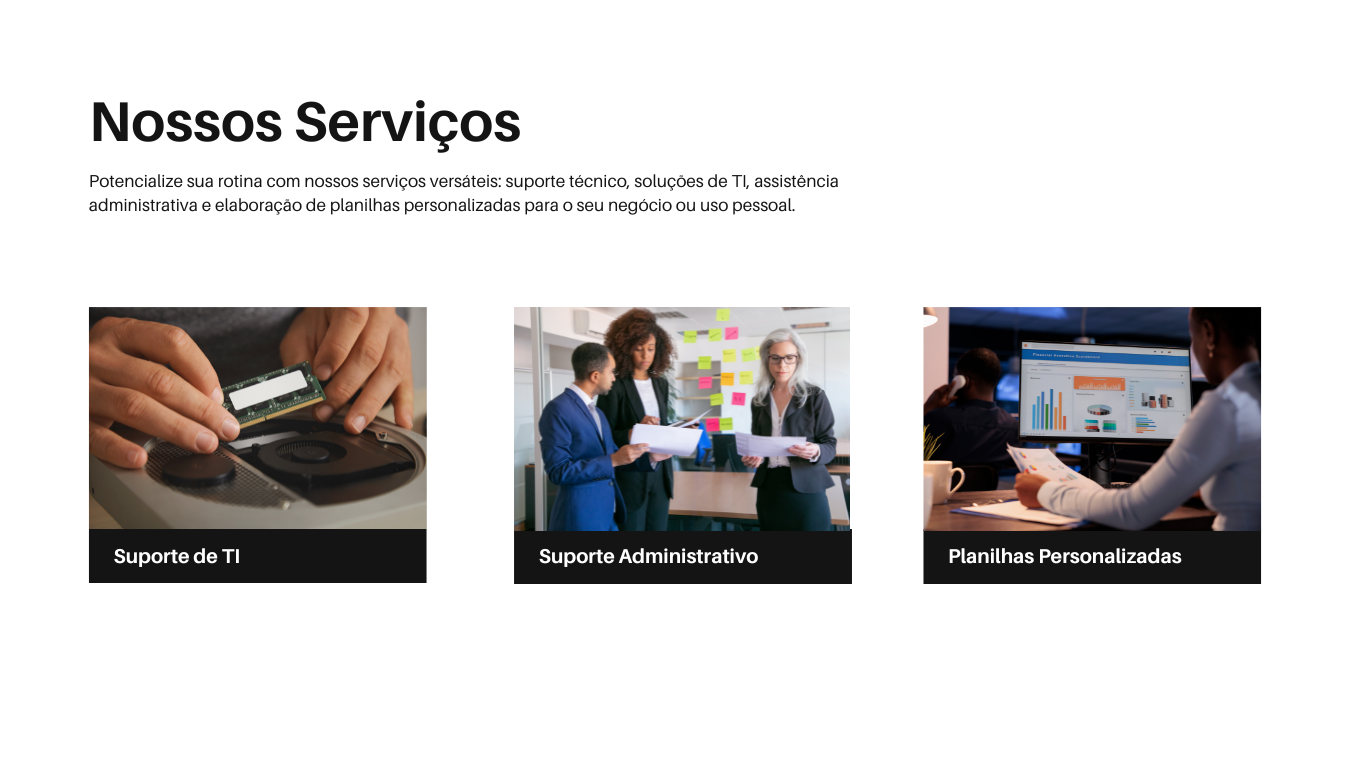 Nossos Serviços
Potencialize sua rotina com nossos serviços versáteis: suporte técnico, soluções de TI, assistência
administrativa e elaboração de planilhas personalizadas para o seu negócio ou uso pessoal.
Suporte de TI
Suporte Administrativo
Planilhas Personalizadas